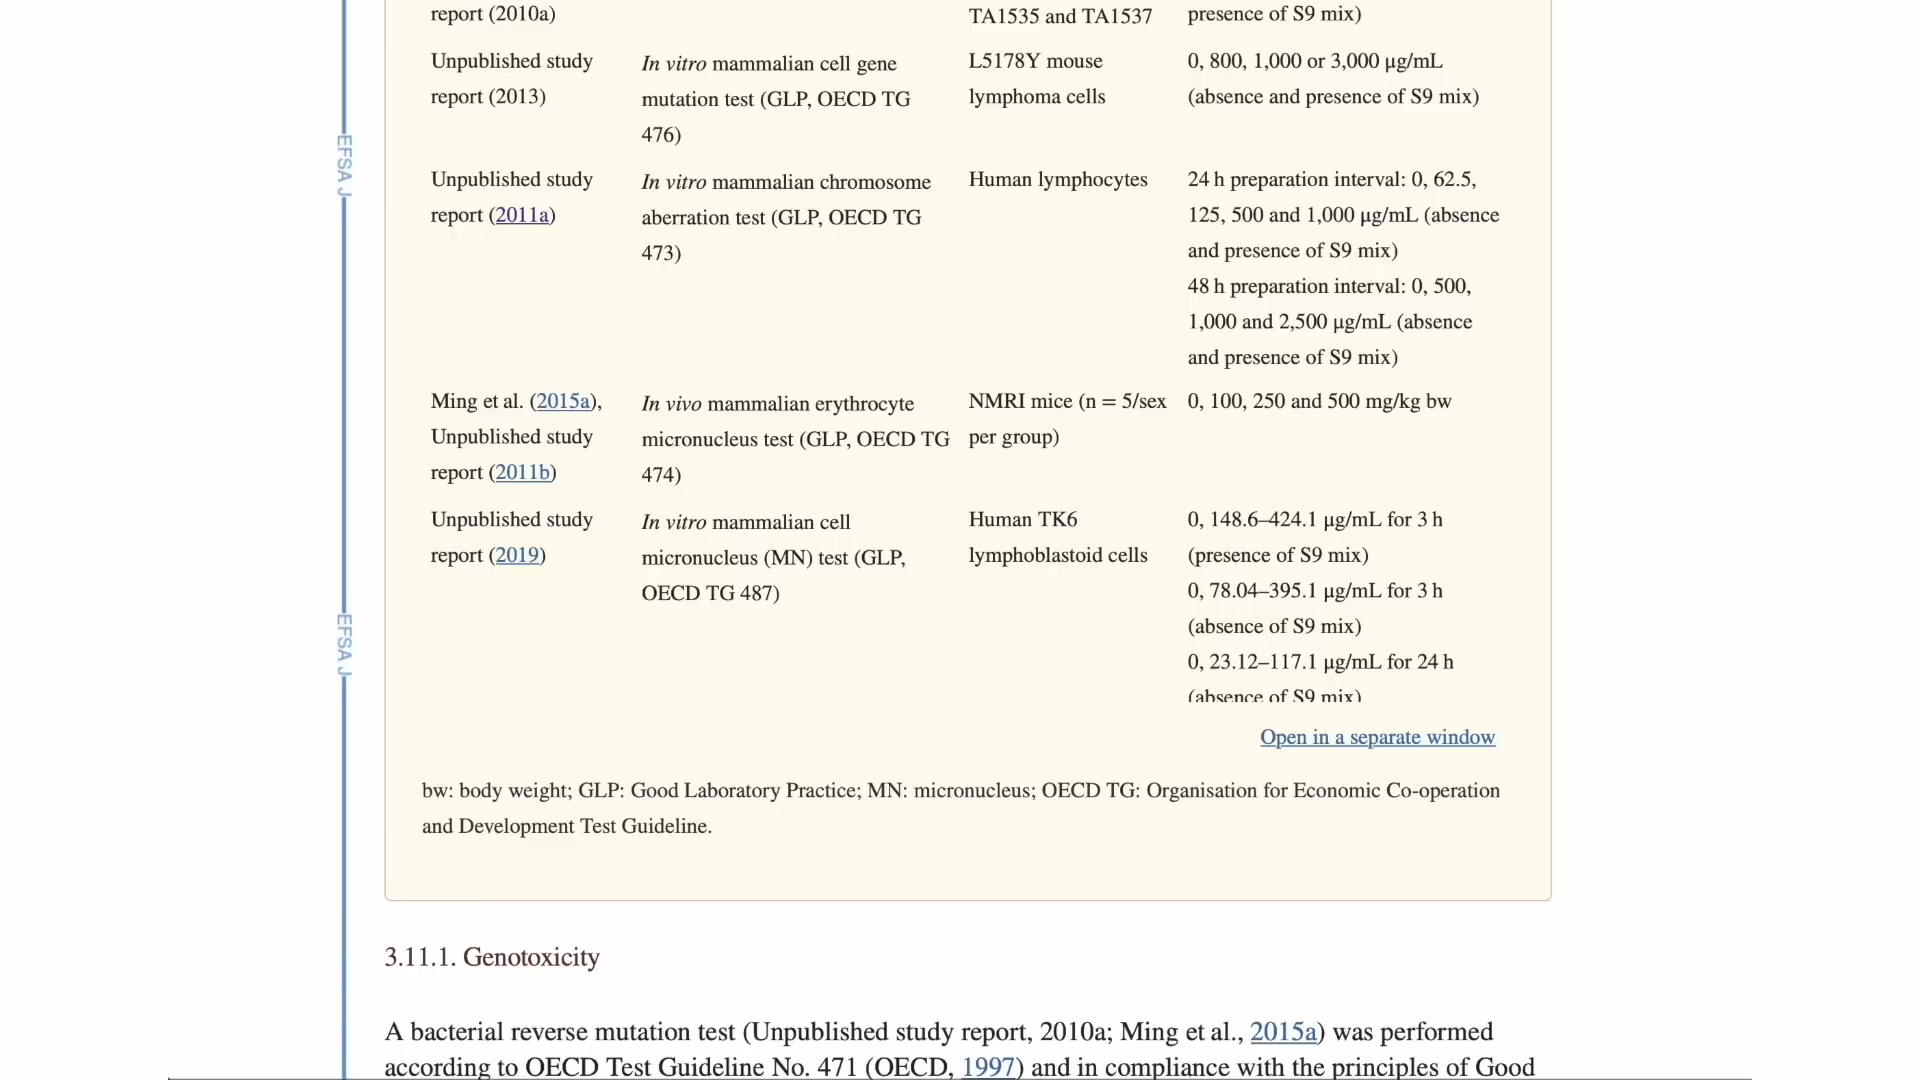 report (2010a)
TA1535 and TA1537
presence of S9 mix)
Unpublished study
report (2013)
In vitro mammalian cell gene
mutation test (GLP, OECD TG
476)
L5178Y mouse
lymphoma cells
0, 800, 1,000 or 3,000 μg/mL
(absence and presence of S9 mix)
Unpublished study
report (2011a)
In vitro mammalian chromosome
aberration test (GLP, OECD TG
473)
Human lymphocytes
24 h preparation interval: 0, 62.5,
125, 500 and 1,000 μg/mL (absence
and presence of S9 mix)
48 h preparation interval: 0, 500,
1,000 and 2,500 μg/mL (absence
and presence of S9 mix)
Ming et al. (2015a),
Unpublished study
report (2011b)
In vivo mammalian erythrocyte
micronucleus test (GLP, OECD TG
474)
NMRI mice (n = 5/sex
per group)
0, 100, 250 and 500 mg/kg bw
Unpublished study
report (2019)
In vitro mammalian cell
micronucleus (MN) test (GLP,
OECD TG 487)
Human TK6
lymphoblastoid cells
0, 148.6–424.1 μg/mL for 3 h
(presence of S9 mix)
0, 78.04–395.1 μg/mL for 3 h
(absence of S9 mix)
0, 23.12–117.1 μg/mL for 24 h
(absence of S9 mix)
Open in a separate window
bw: body weight; GLP: Good Laboratory Practice; MN: micronucleus; OECD TG: Organisation for Economic Co-operation
and Development Test Guideline.
3.11.1. Genotoxicity
A bacterial reverse mutation test (Unpublished study report, 2010a; Ming et al., 2015a) was performed
according to OECD Test Guideline No. 471 (OECD, 1997) and in compliance with the principles of Good
EFSA J
EFSA J